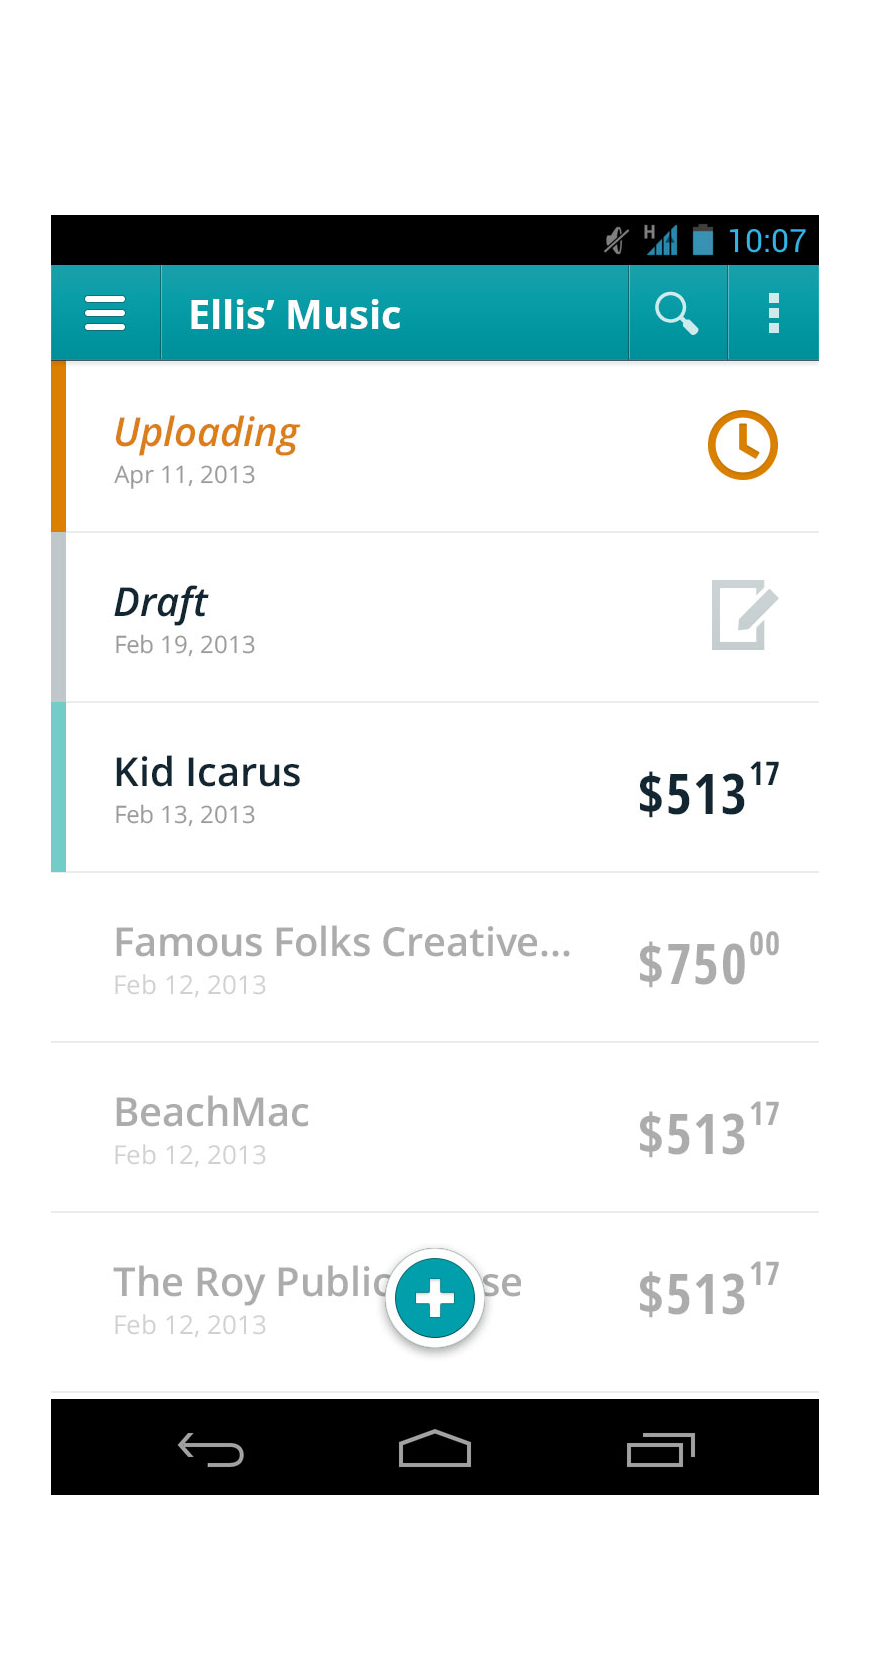 H 10:07
Ellis’ Music
Uploading
Apr 11, 2013
Draft
Feb 19, 2013
Kid Icarus
$513 17
Feb 13, 2013
Famous Folks Creative...
$750 00
Feb 12, 2013
BeachMac
$513 17
Feb 12, 2013
The Roy Public
$513 17
Feb 12, 2013